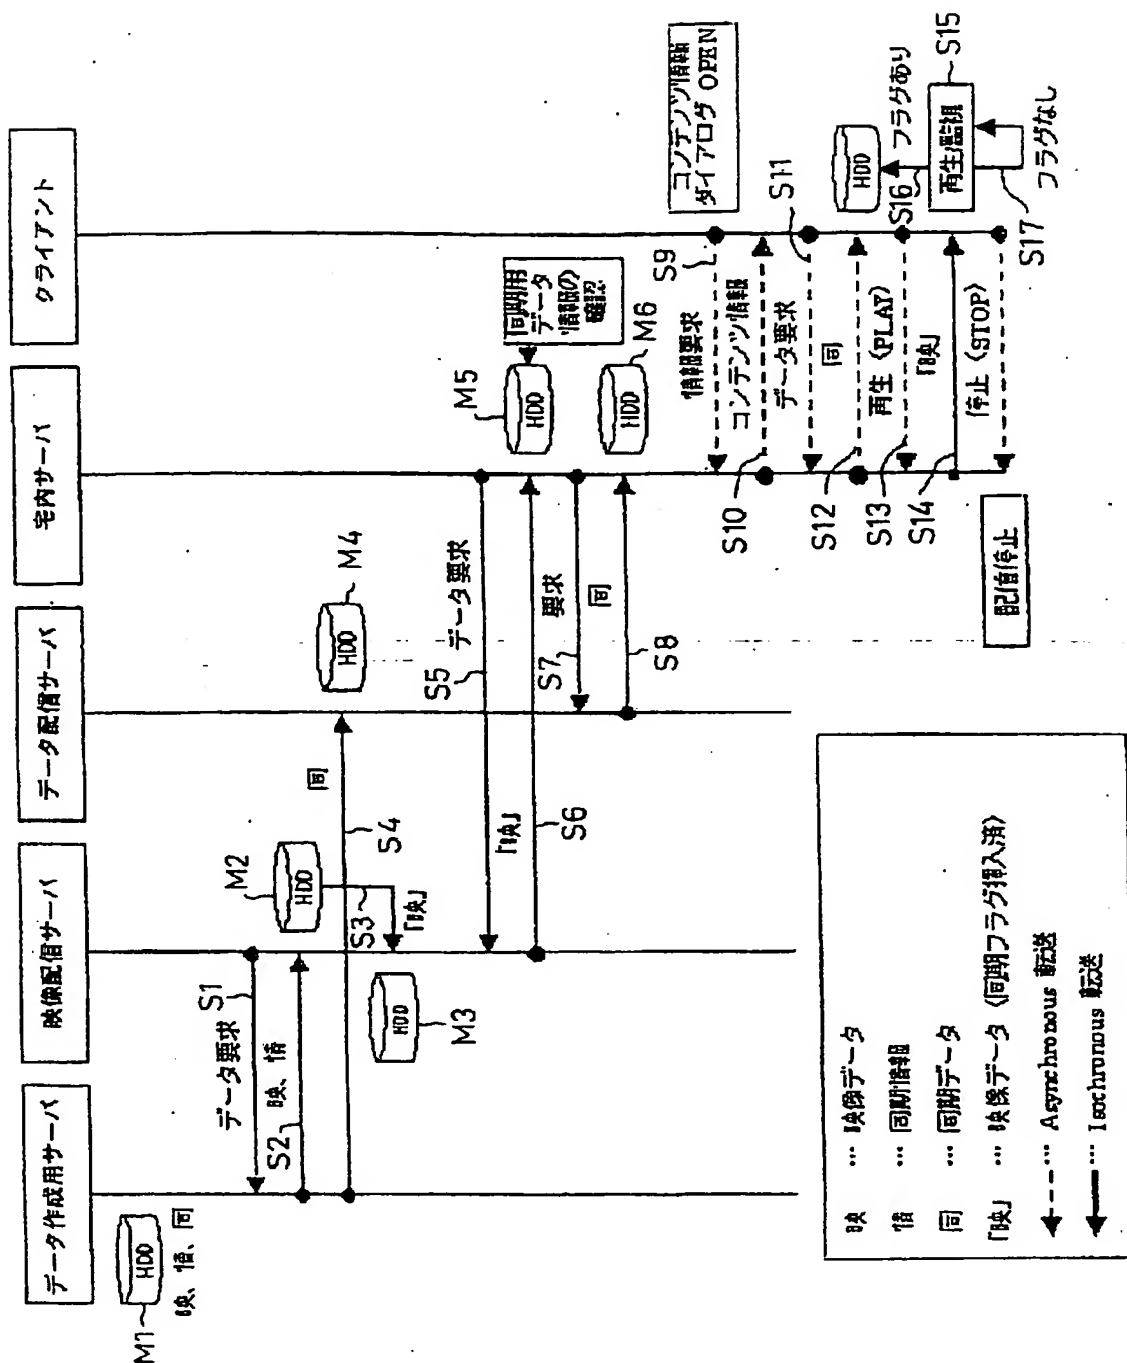 データ作成用サーバ
映像配信サーバ
データ配信サーバ
宅内サーバ
クライアント
HDD
M1
映、情、同
データ要求
S1
S2
映、情
M2
HDD
S3
「映」
HDD
M3
同
S4
HDD
M4
データ要求
S5
「映」
S6
要求
S7
同
S8
M5
HDD
同期用
データ
情報の
確認
HDD
M6
コンテンツ情報
ダイアログ OPEN
情報要求
S9
コンテンツ情報
S10
データ要求
S11
同
S12
再生〈PLAY〉
S13
「映」
S14
停止〈STOP〉
配信停止
HDD
フラグあり
S16
再生監視
S15
フラグなし
S17
映 … 映像データ
情 … 同期情報
同 … 同期データ
「映」 … 映像データ〈同期フラグ挿入済〉
… Asynchronous 転送
… Isochronous 転送